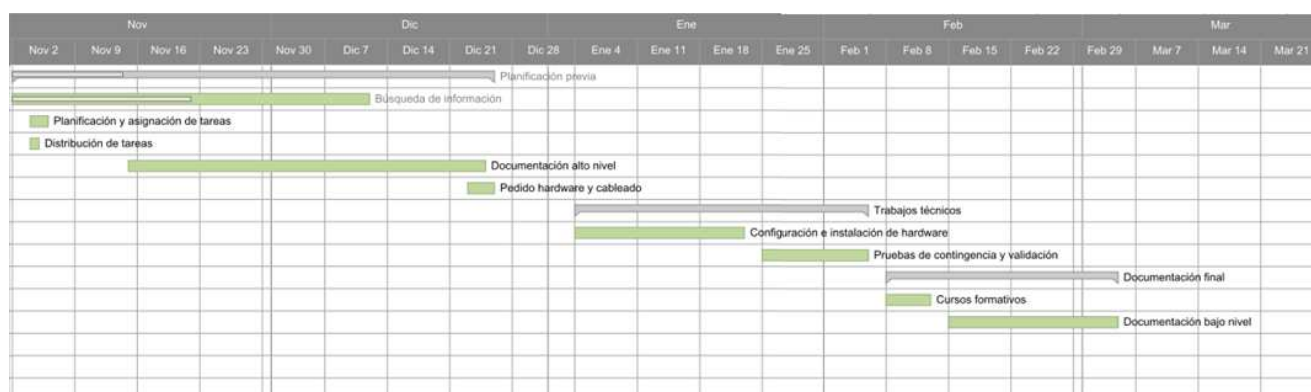 Nov Dic Ene Feb Mar
Nov 2 Nov 9 Nov 16 Nov 23 Nov 30 Dic 7 Dic 14 Dic 21 Dic 28 Ene 4 Ene 11 Ene 18 Ene 25 Feb 1 Feb 8 Feb 15 Feb 22 Feb 29 Mar 7 Mar 14 Mar 21
Planificación previa
Búsqueda de información
Planificación y asignación de tareas
Distribución de tareas
Documentación alto nivel
Pedido hardware y cableado
Trabajos técnicos
Configuración e instalación de hardware
Pruebas de contingencia y validación
Documentación final
Cursos formativos
Documentación bajo nivel